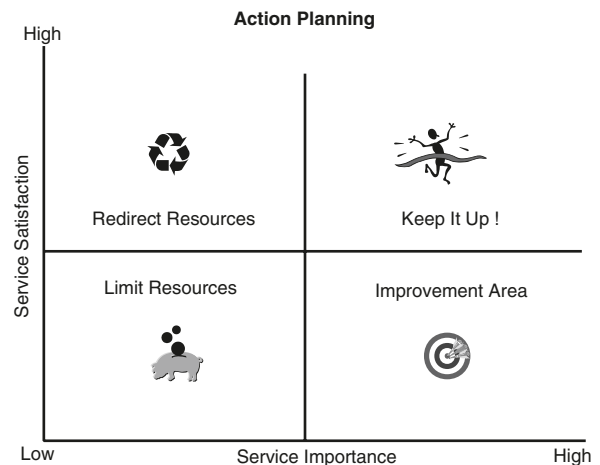 Action Planning
High
Service Satisfaction
Redirect Resources
Keep It Up !
Limit Resources
Improvement Area
Low
Service Importance
High